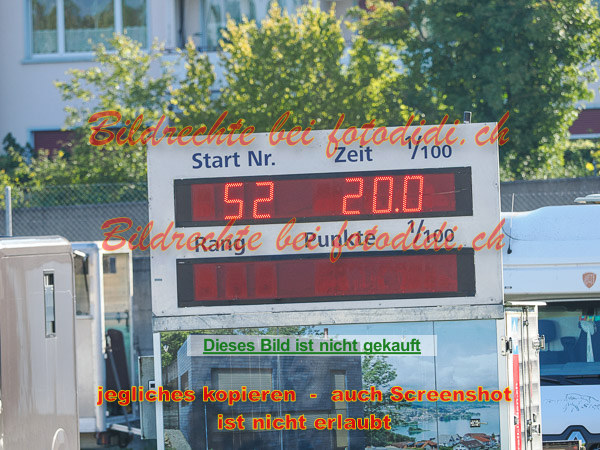 Bildrechte bei fotodidi.ch
Start Nr. Zeit 1/100
52 20.0
Bildrechte bei fotodidi.ch
Rang Punkte 1/100
Dieses Bild ist nicht gekauft
jegliches kopieren - auch Screenshot
ist nicht erlaubt